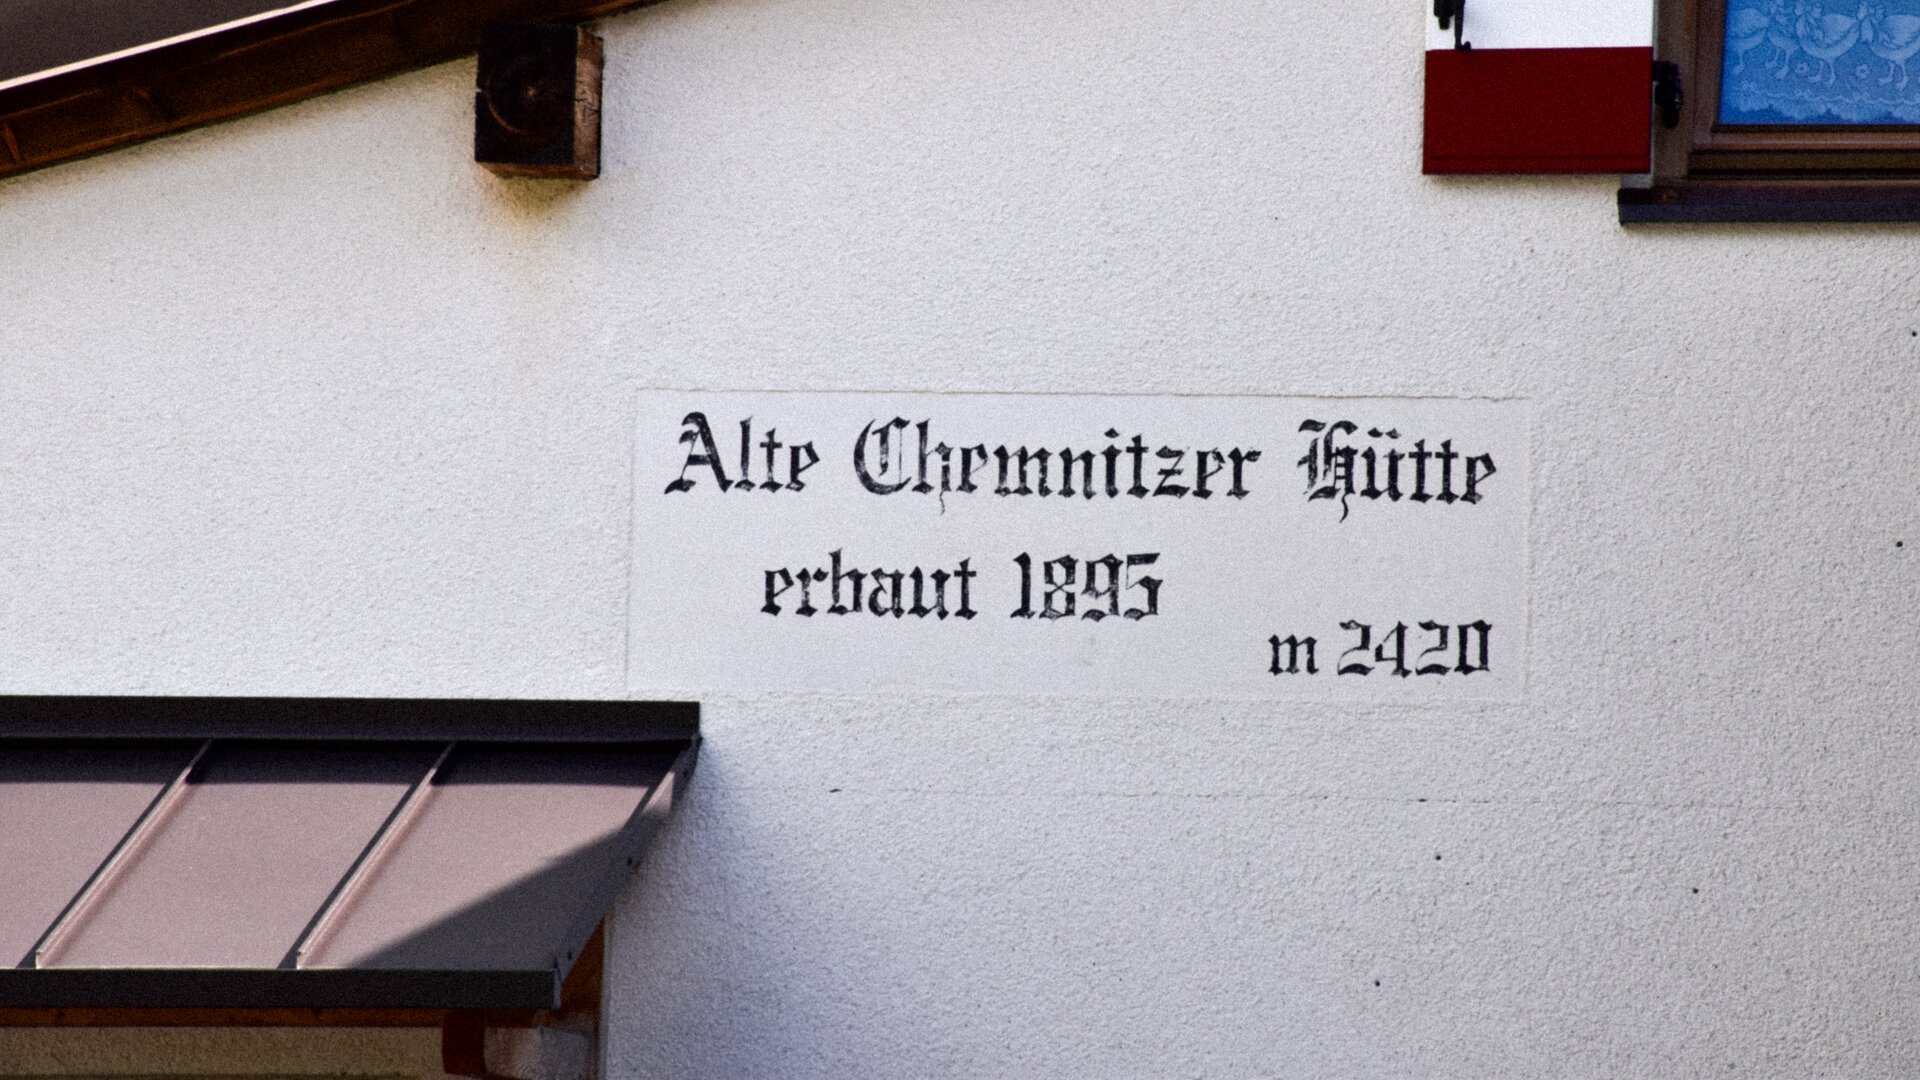 Alte Chemnitzer Hütte
erbaut 1895
m 2420